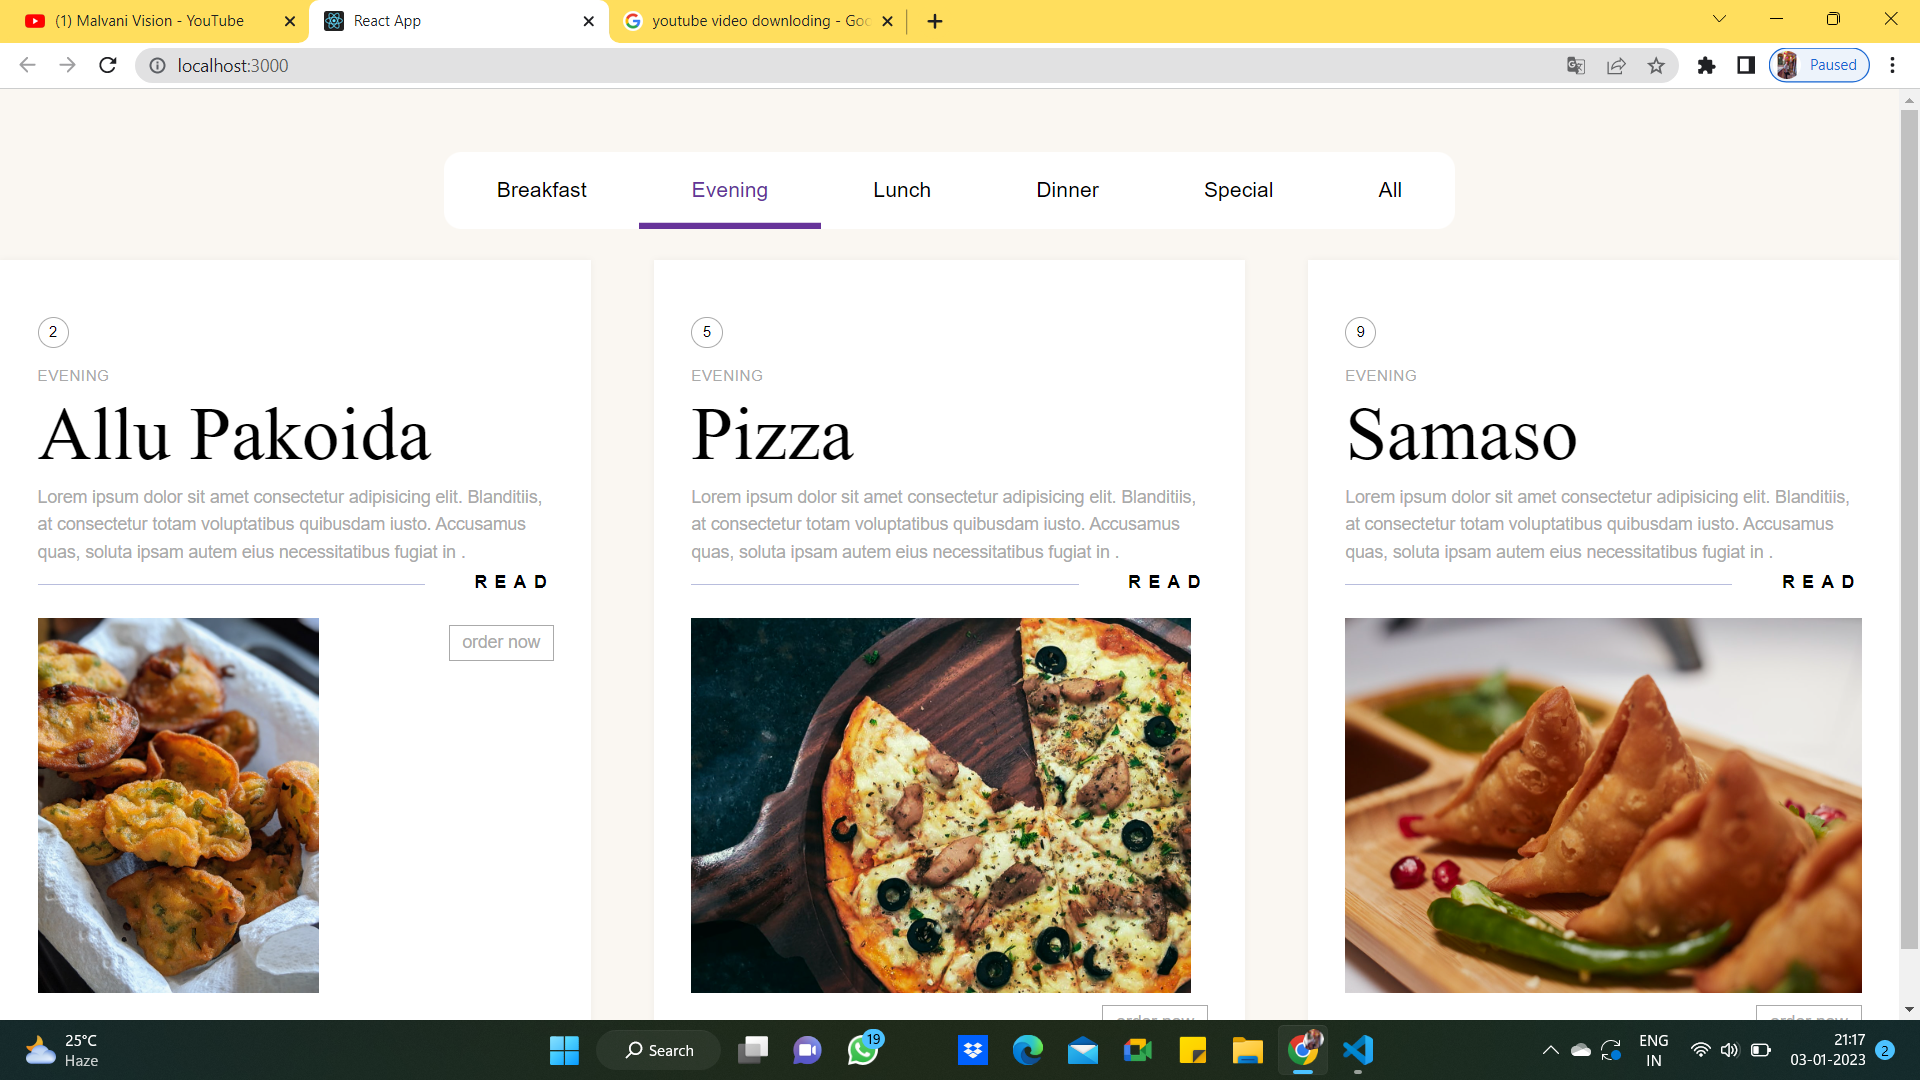 (1) Malvani Vision - YouTube
React App
youtube video downloding - Goo
localhost:3000
Paused
Breakfast
Evening
Lunch
Dinner
Special
All
2
EVENING
Allu Pakoida
Lorem ipsum dolor sit amet consectetur adipisicing elit. Blanditiis,
at consectetur totam voluptatibus quibusdam iusto. Accusamus
quas, soluta ipsam autem eius necessitatibus fugiat in .
READ
order now
5
EVENING
Pizza
Lorem ipsum dolor sit amet consectetur adipisicing elit. Blanditiis,
at consectetur totam voluptatibus quibusdam iusto. Accusamus
quas, soluta ipsam autem eius necessitatibus fugiat in .
READ
order now
9
EVENING
Samaso
Lorem ipsum dolor sit amet consectetur adipisicing elit. Blanditiis,
at consectetur totam voluptatibus quibusdam iusto. Accusamus
quas, soluta ipsam autem eius necessitatibus fugiat in .
READ
order now
25°C
Haze
Search
19
ENG
IN
21:17
03-01-2023
2